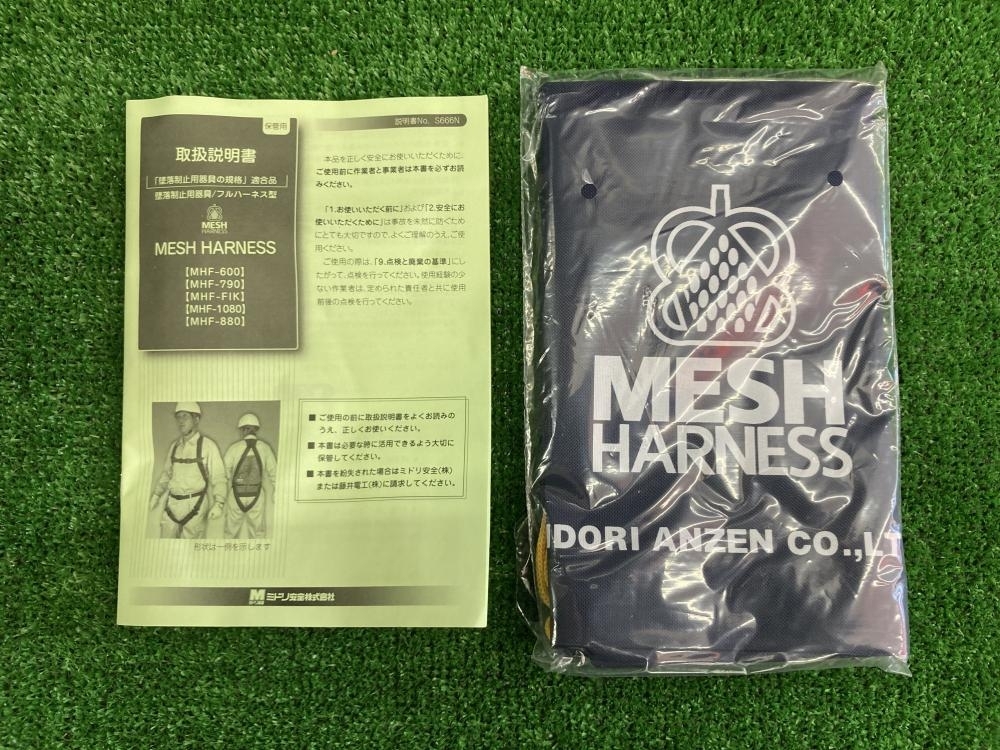 保管用
取扱説明書
「墜落制止用器具の規格」適合品
墜落制止用器具/フルハーネス型
MESH
HARNESS
MESH HARNESS
【MHF-600】
【MHF-790】
【MHF-FIK】
【MHF-1080】
【MHF-880】
説明書No. S666N
本品を正しく安全にお使いいただくために、
ご使用前に作業者と事業者は本書を必ずお読
みください。
「1.お使いいただく前に」および「2.安全にお
使いいただくために」は事故を未然に防ぐため
にとても大切ですので、よくご理解のうえ、ご使
用ください。
ご使用の際は、「9.点検と廃棄の基準」にし
たがって、点検を行ってください。使用経験の少
ない作業者は、定められた責任者と共に使用
前後の点検を行ってください。
■ ご使用の前に取扱説明書をよくお読みの
うえ、正しくお使いください。
■ 本書は必要な時に活用できるよう大切に
保管してください。
■ 本書を紛失された場合はミドリ安全(株)
または藤井電工(株)に請求してください。
形状は一例を示します
ミドリ安全株式会社
MESH
HARNESS
IDORI ANZEN CO.,LT